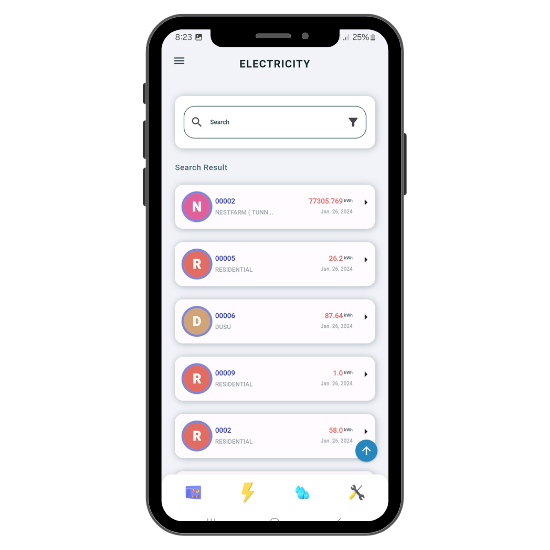 8:23 25%
ELECTRICITY
Search
Search Result
N 00002 77305.769 kWh
NESTFARM ( TUNN... Jan. 26, 2024
R 00005 26.2 kWh
RESIDENTIAL Jan. 26, 2024
D 00006 87.64 kWh
DUSU Jan. 26, 2024
R 00009 1.0 kWh
RESIDENTIAL Jan. 26, 2024
R 0002 58.0 kWh
RESIDENTIAL Jan. 26, 2024